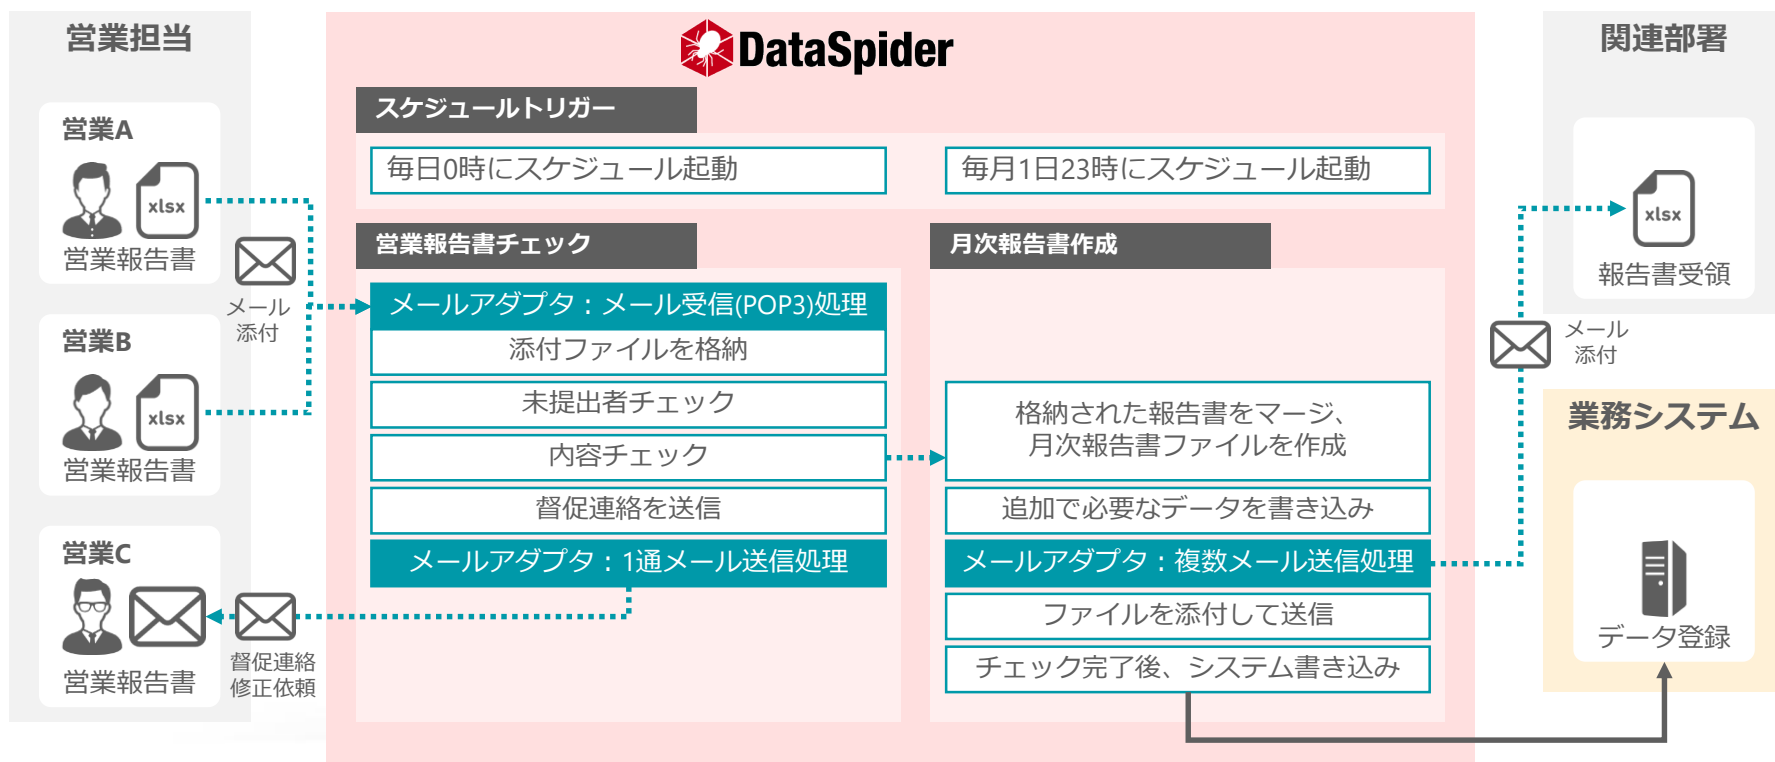 営業担当
営業A
xlsx
営業報告書
メール
添付
営業B
xlsx
営業報告書
営業C
営業報告書
督促連絡
修正依頼
DataSpider
スケジュールトリガー
毎日0時にスケジュール起動
毎月1日23時にスケジュール起動
営業報告書チェック
メールアダプタ：メール受信(POP3)処理
添付ファイルを格納
未提出者チェック
内容チェック
督促連絡を送信
メールアダプタ：1通メール送信処理
月次報告書作成
格納された報告書をマージ、
月次報告書ファイルを作成
追加で必要なデータを書き込み
メールアダプタ：複数メール送信処理
ファイルを添付して送信
チェック完了後、システム書き込み
関連部署
xlsx
報告書受領
メール
添付
業務システム
データ登録